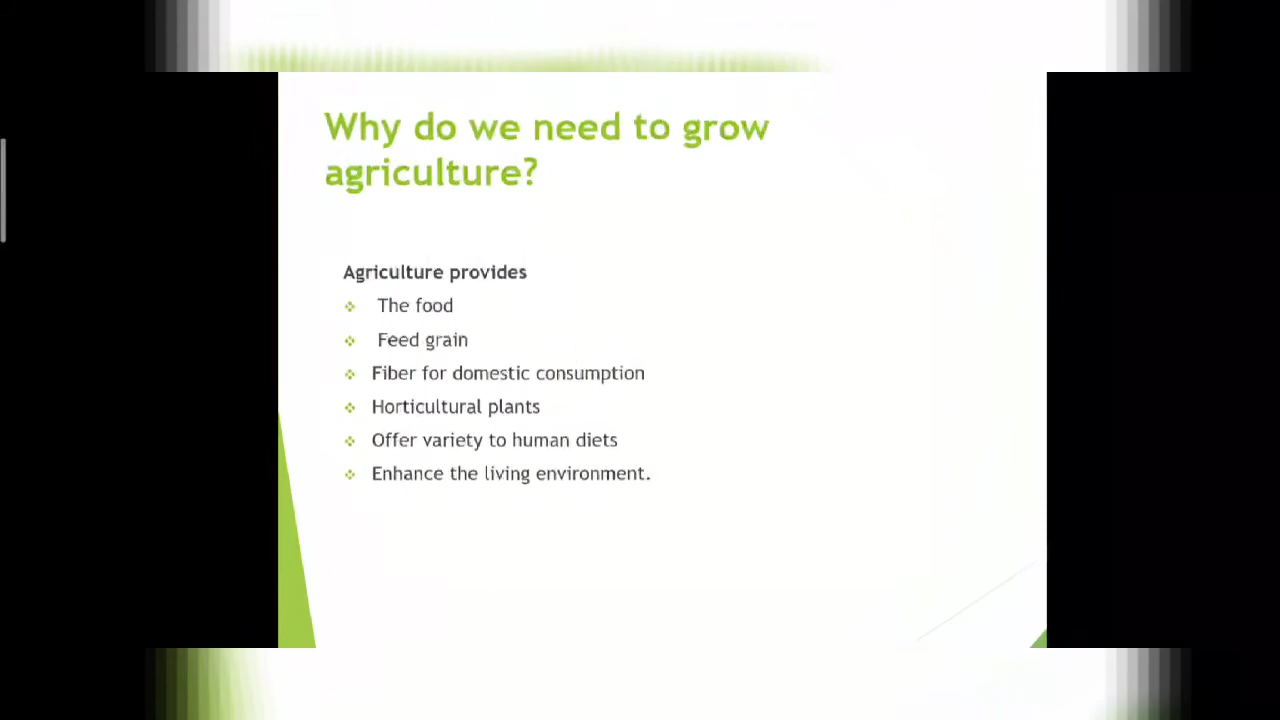 Why do we need to grow
agriculture?
Agriculture provides
The food
Feed grain
Fiber for domestic consumption
Horticultural plants
Offer variety to human diets
Enhance the living environment.